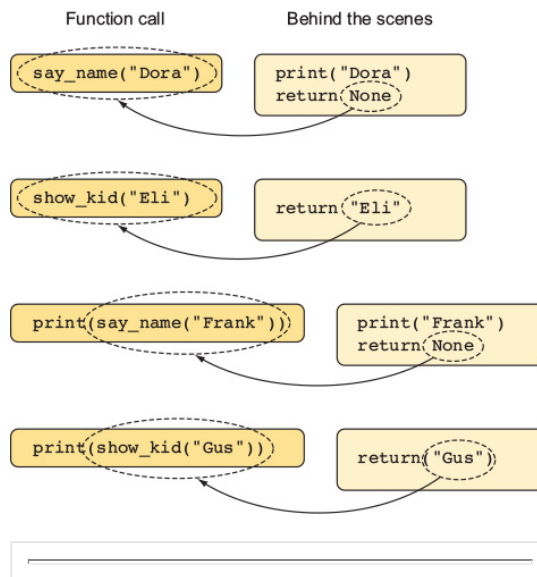 Function call
Behind the scenes
say_name("Dora")
print("Dora")
return None
show_kid("Eli")
return "Eli"
print(say_name("Frank"))
print("Frank")
return None
print(show_kid("Gus"))
return("Gus")